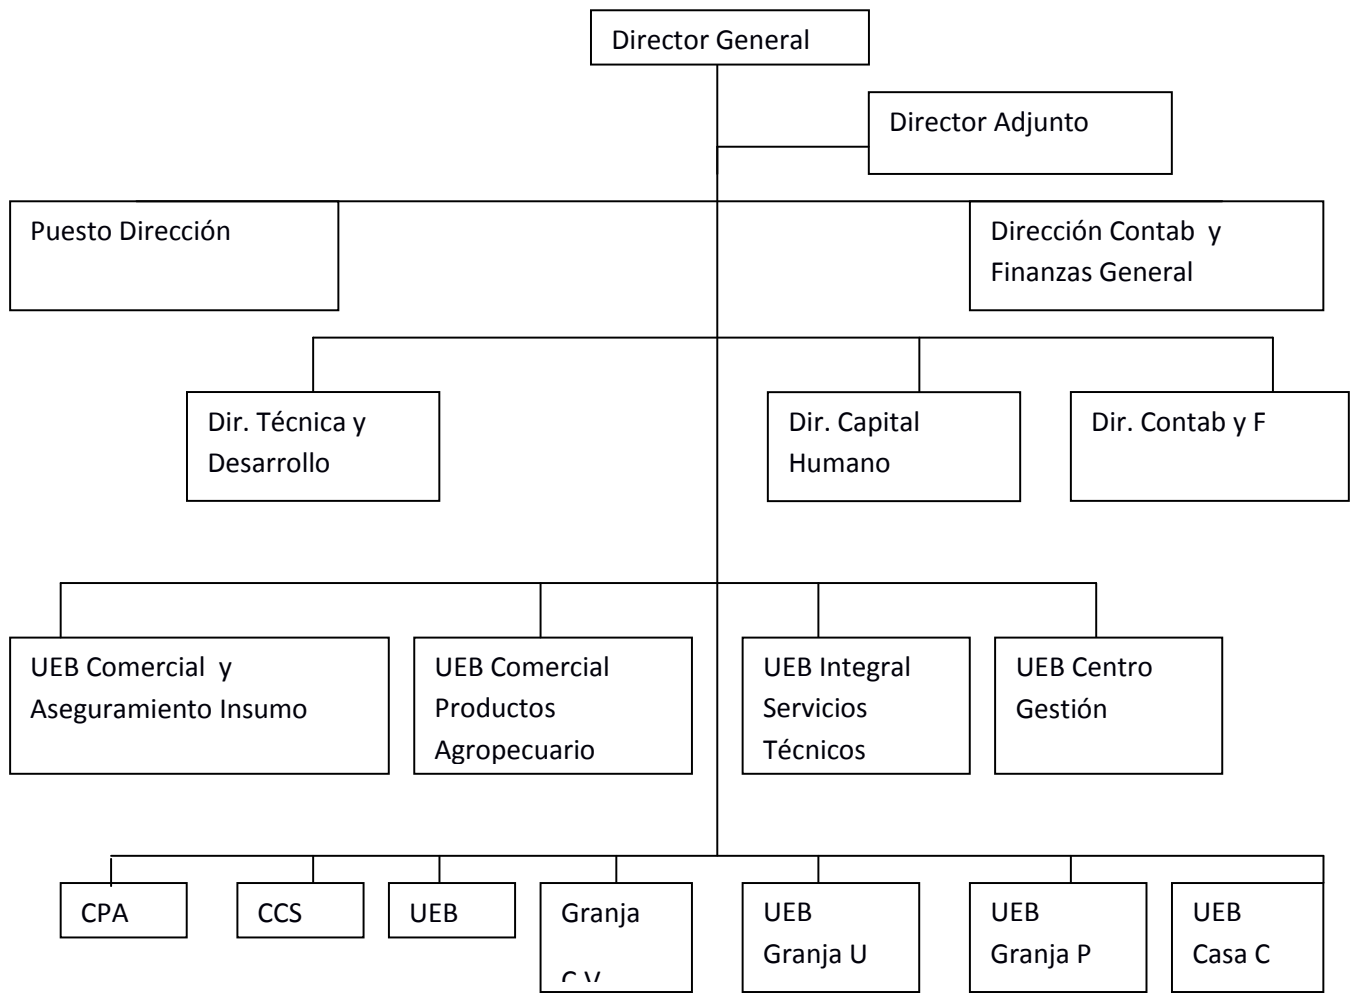 Director General
Director Adjunto
Puesto Dirección
Dirección Contab y
Finanzas General
Dir. Técnica y
Desarrollo
Dir. Capital
Humano
Dir. Contab y F
UEB Comercial y
Aseguramiento Insumo
UEB Comercial
Productos
Agropecuario
UEB Integral
Servicios
Técnicos
UEB Centro
Gestión
CPA
CCS
UEB
Granja
UEB
Granja U
UEB
Granja P
UEB
Casa C